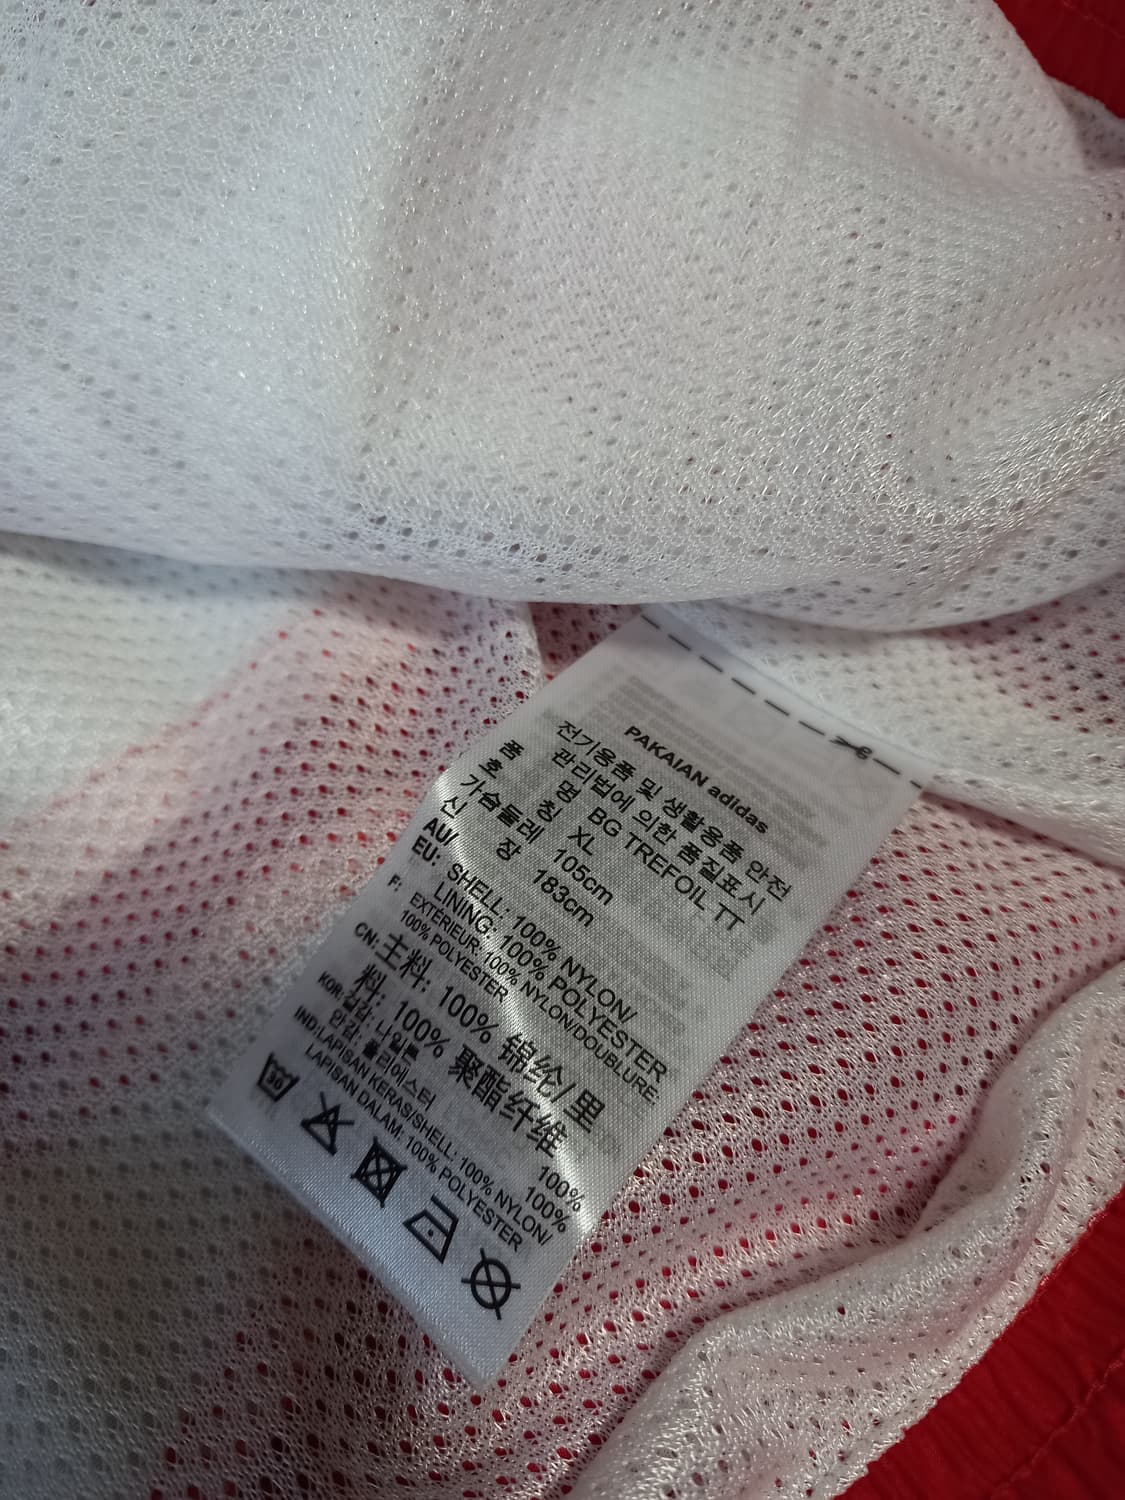 PAKAIAN adidas
전기용품 및 생활용품 안전
관리법에 의한 품질표시
품 명 BG TREFOIL TT
호 칭 XL
가슴둘레 105cm
신 장 183cm
AU/
EU: SHELL: 100% NYLON/
LINING: 100% POLYESTER
F: EXTÉRIEUR: 100% NYLON/DOUBLURE:
100% POLYESTER
CN: 主料: 100% 锦纶/里
料: 100% 聚酯纤维
KOR: 겉감: 나일론 100%
안감: 폴리에스터 100%
IND: LAPISAN KERAS/SHELL: 100% NYLON/
LAPISAN DALAM: 100% POLYESTER
30